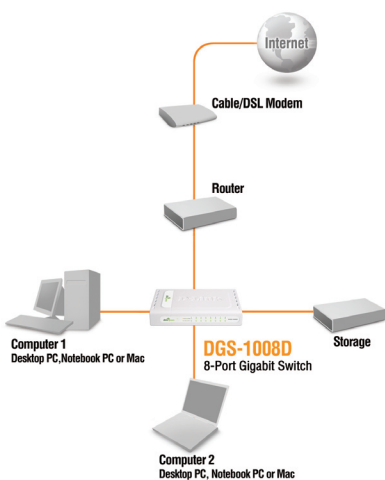 Internet
Cable/DSL Modem
Router
DGS-1008D
8-Port Gigabit Switch
Storage
Computer 1
Desktop PC,Notebook PC or Mac
Computer 2
Desktop PC, Notebook PC or Mac